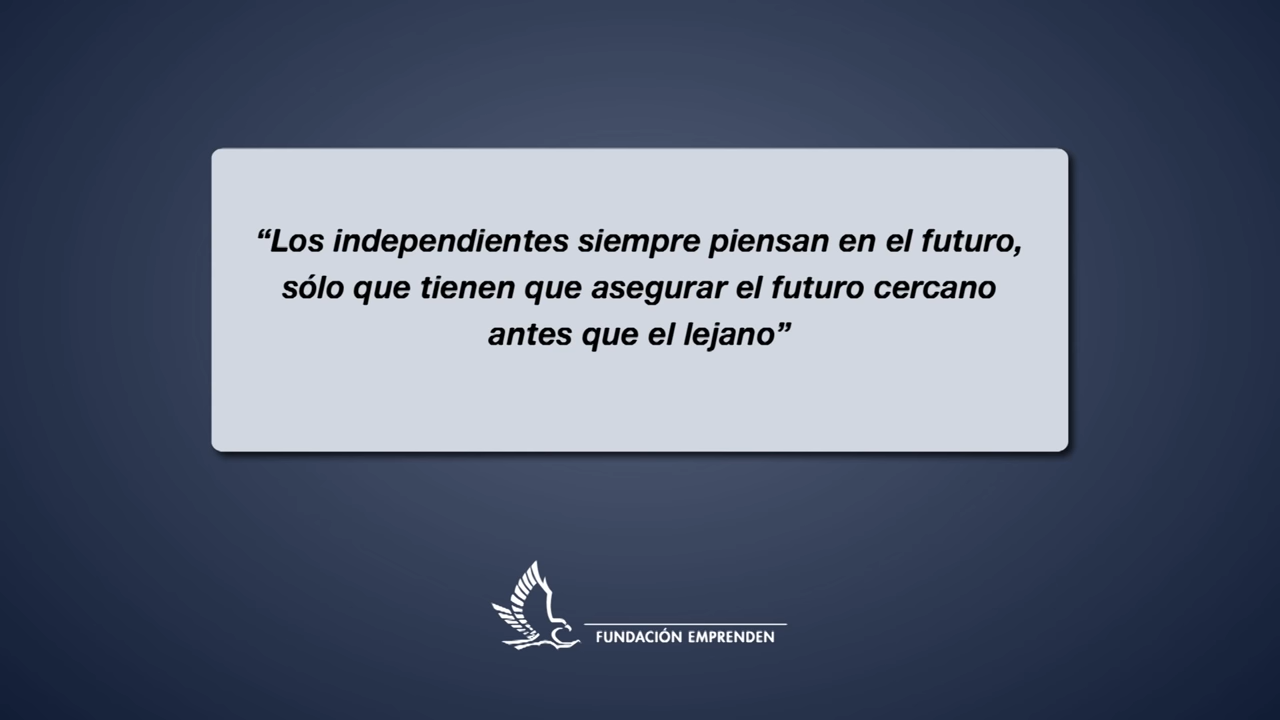 “Los independientes siempre piensan en el futuro,
sólo que tienen que asegurar el futuro cercano
antes que el lejano”
FUNDACIÓN EMPRENDEN